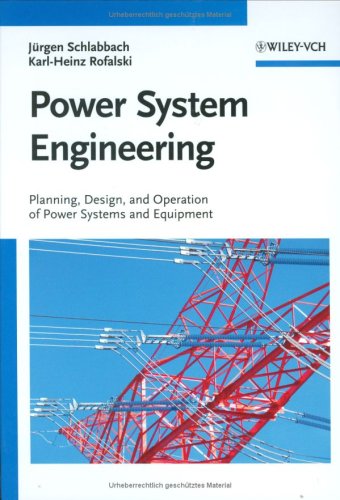 Urheberrechtlich geschütztes Material
Jürgen Schlabbach
Karl-Heinz Rofalski
WILEY-VCH
Power System
Engineering
Planning, Design, and Operation
of Power Systems and Equipment
Urheberrechtlich geschütztes Material